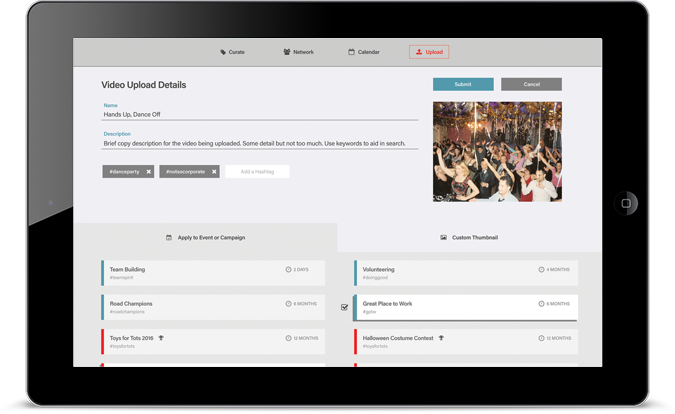 Curate Network Calendar Upload
Video Upload Details
Submit Cancel
Name
Hands Up, Dance Off
Description
Brief copy description for the video being uploaded. Some detail but not too much. Use keywords to aid in search.
#danceparty #notsocorporate Add a Hashtag
Apply to Event or Campaign Custom Thumbnail
Team Building 2 DAYS
#teamspirit
Volunteering 4 MONTHS
#doinggood
Road Champions 6 MONTHS
#roadchampions
Great Place to Work 6 MONTHS
#gptw
Toys for Tots 2016 12 MONTHS
#toysfortots
Halloween Costume Contest 12 MONTHS
#toysfortots